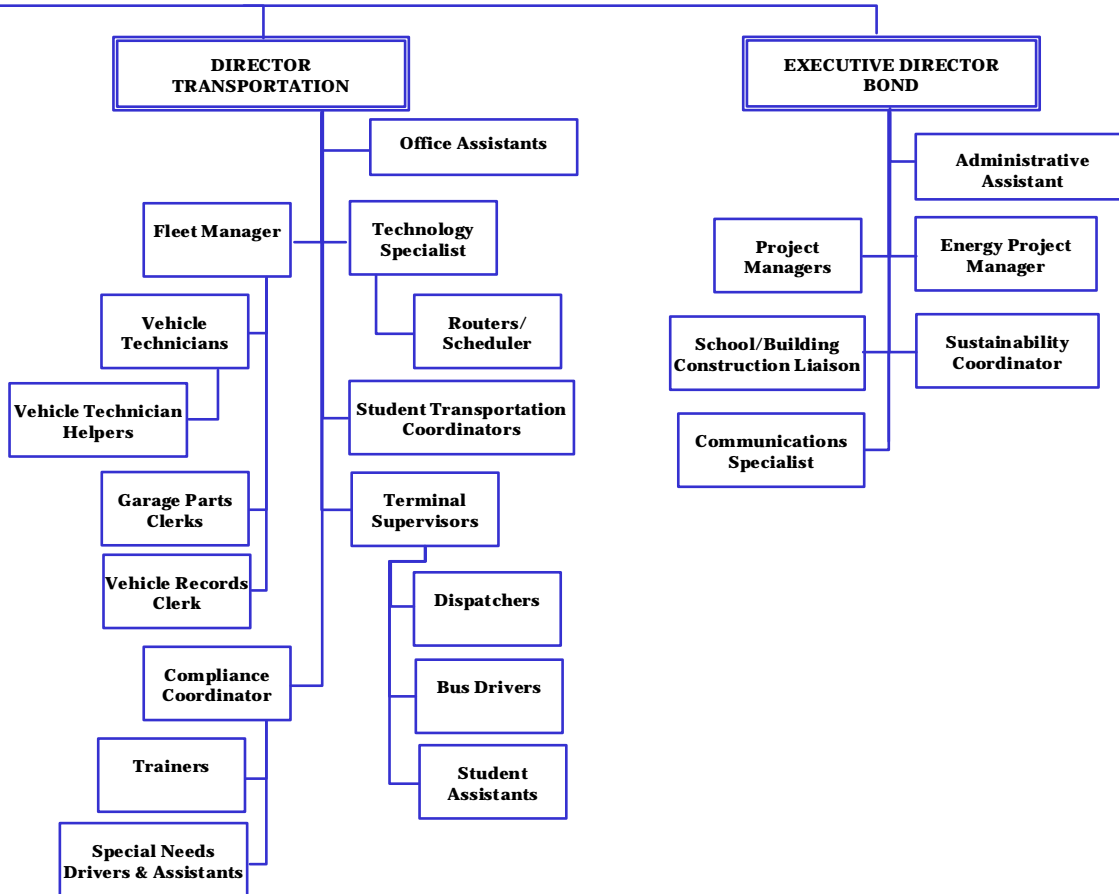 DIRECTOR
TRANSPORTATION
EXECUTIVE DIRECTOR
BOND
Office Assistants
Administrative
Assistant
Fleet Manager
Technology
Specialist
Project
Managers
Energy Project
Manager
Vehicle
Technicians
Routers/
Scheduler
School/Building
Construction Liaison
Sustainability
Coordinator
Vehicle Technician
Helpers
Student Transportation
Coordinators
Communications
Specialist
Garage Parts
Clerks
Terminal
Supervisors
Vehicle Records
Clerk
Dispatchers
Compliance
Coordinator
Bus Drivers
Trainers
Student
Assistants
Special Needs
Drivers & Assistants